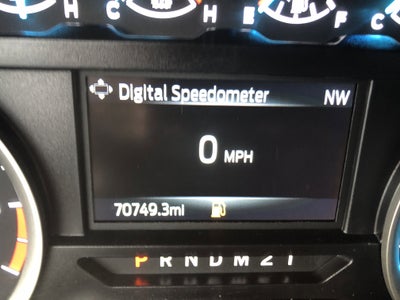 H C H E F C
Digital Speedometer NW
0 MPH
70749.3mi
P R N D M 2 1